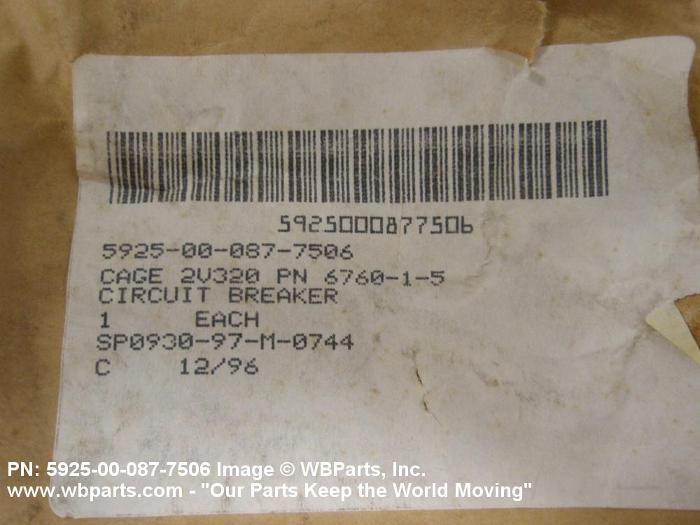 5925000877506
5925-00-087-7506
CAGE 2V320 PN 6760-1-5
CIRCUIT BREAKER
1 EACH
SP0930-97-M-0744
C 12/96
PN: 5925-00-087-7506 Image © WBParts, Inc.
www.wbparts.com - "Our Parts Keep the World Moving"